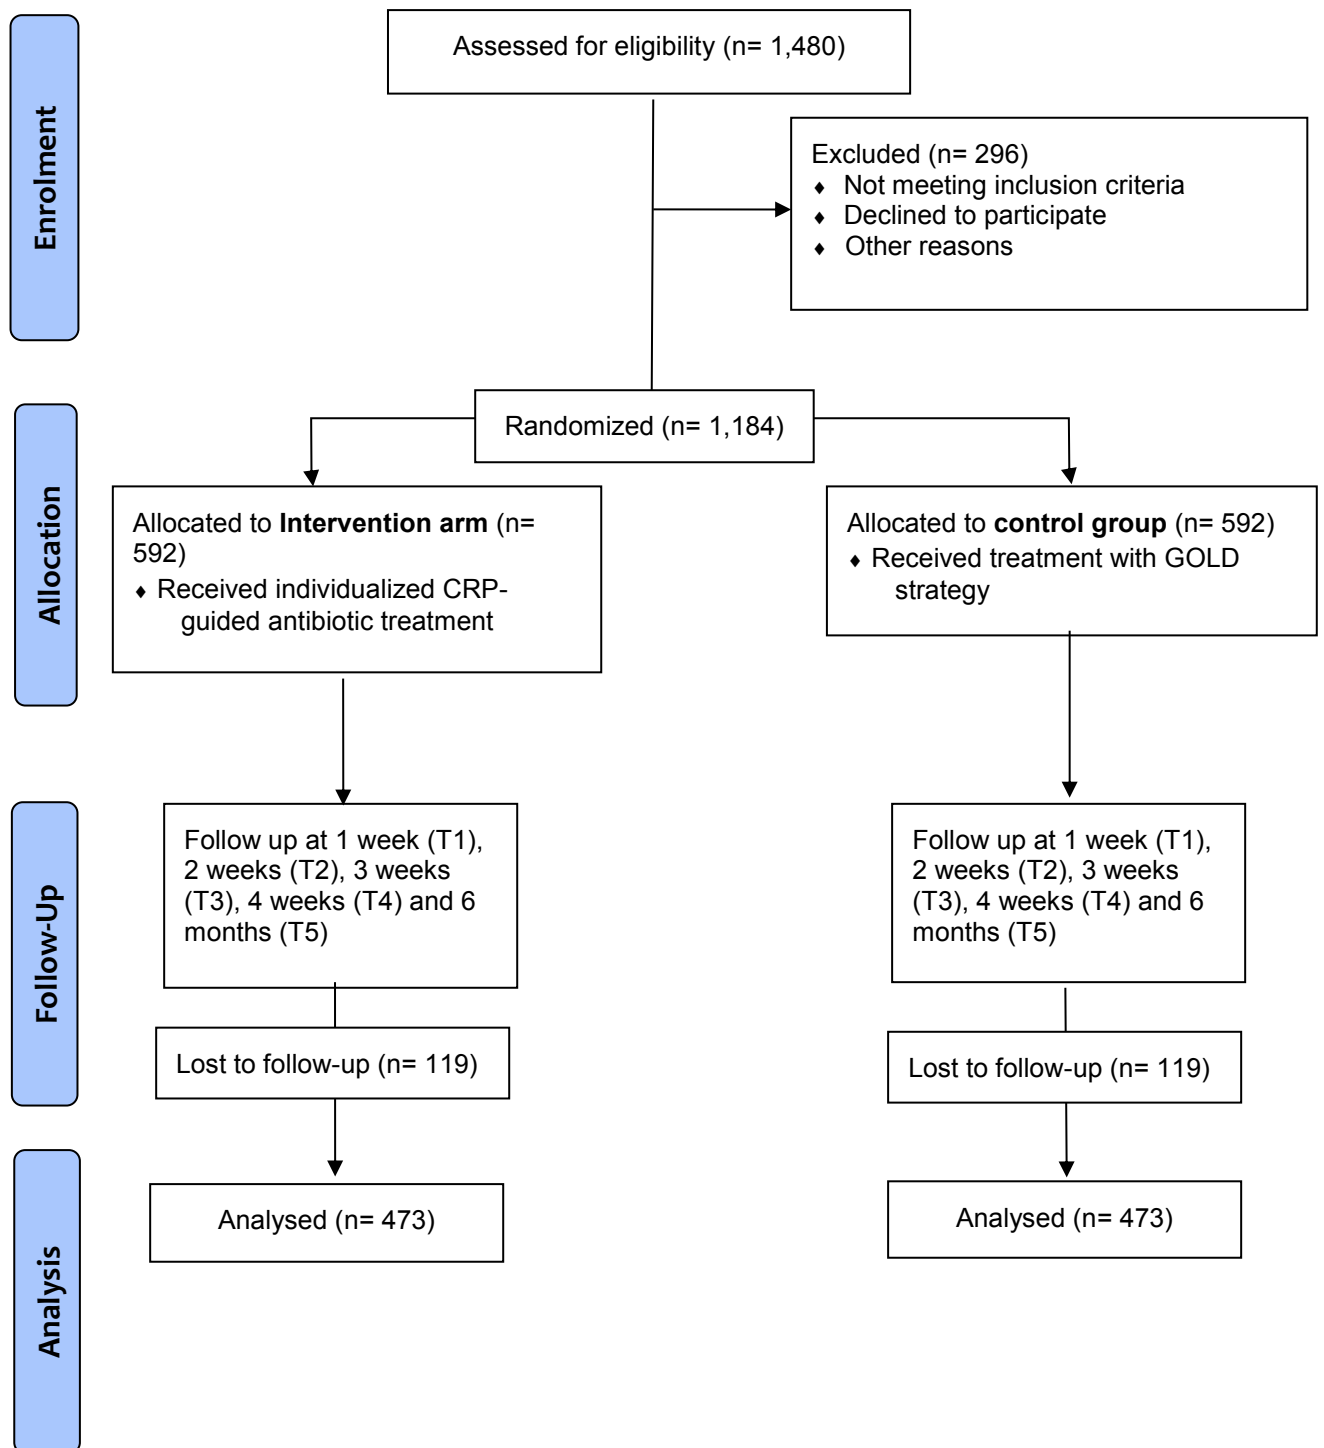 Enrolment
Assessed for eligibility (n= 1,480)
Excluded (n= 296)
♦ Not meeting inclusion criteria
♦ Declined to participate
♦ Other reasons
Allocation
Randomized (n= 1,184)
Allocated to Intervention arm (n=
592)
♦ Received individualized CRP-
guided antibiotic treatment
Allocated to control group (n= 592)
♦ Received treatment with GOLD
strategy
Follow-Up
Follow up at 1 week (T1),
2 weeks (T2), 3 weeks
(T3), 4 weeks (T4) and 6
months (T5)
Follow up at 1 week (T1),
2 weeks (T2), 3 weeks
(T3), 4 weeks (T4) and 6
months (T5)
Lost to follow-up (n= 119)
Lost to follow-up (n= 119)
Analysis
Analysed (n= 473)
Analysed (n= 473)